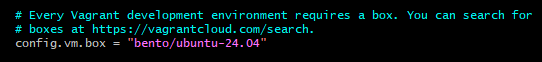 # Every Vagrant development environment requires a box. You can search for
# boxes at https://vagrantcloud.com/search.
config.vm.box = "bento/ubuntu-24.04"